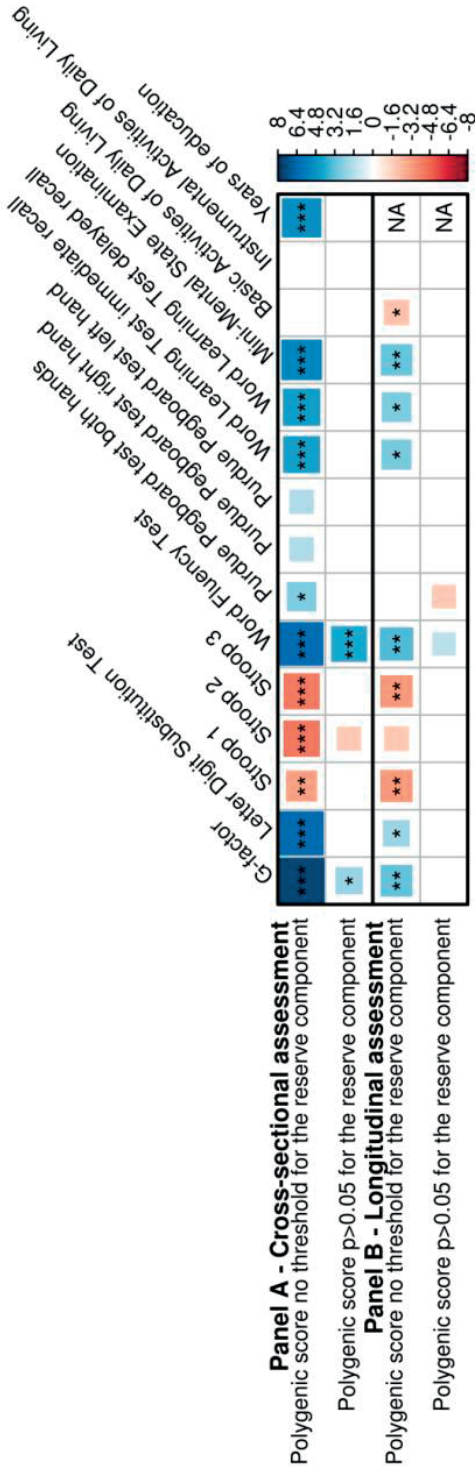 G-factor
Letter Digit Substitution Test
Stroop 1
Stroop 2
Stroop 3
Word Fluency Test
Purdue Pegboard test both hands
Purdue Pegboard test right hand
Purdue Pegboard test left hand
Word Learning Test immediate recall
Word Learning Test delayed recall
Mini-Mental State Examination
Basic Activities of Daily Living
Instrumental Activities of Daily Living
Years of education
Panel A - Cross-sectional assessment
Polygenic score no threshold for the reserve component *** *** ** *** *** *** * *** *** *** ***
Polygenic score p>0.05 for the reserve component * ***
Panel B - Longitudinal assessment
Polygenic score no threshold for the reserve component ** * ** ** ** * * ** * NA
Polygenic score p>0.05 for the reserve component NA
8
6.4
4.8
3.2
1.6
0
-1.6
-3.2
-4.8
-6.4
-8